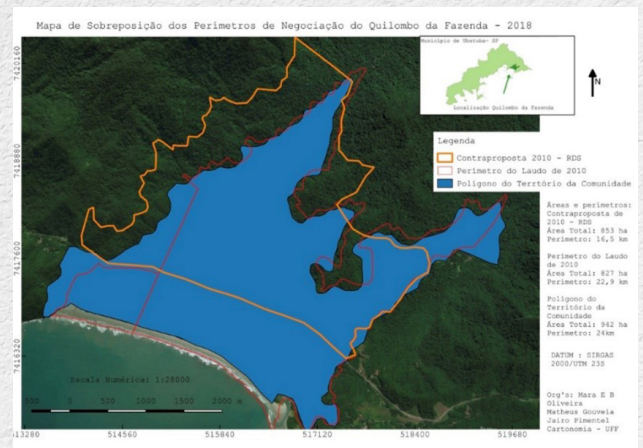 Mapa de Sobreposição dos Perímetros de Negociação do Quilombo da Fazenda - 2018
Município de Ubatuba- SP
Localização Quilombo da Fazenda
N
Legenda
Contraproposta 2010 - RDS
Perímetro do Laudo de 2010
Polígono do Território da Comunidade
Áreas e perímetros:
Contraproposta de
2010 - RDS
Área Total: 853 ha
Perímetro: 16,5 km
Perímetro do Laudo
de 2010
Área Total: 827 ha
Perímetro: 22,9 km
Polígono do
Território da
Comunidade
Área Total: 942 ha
Perímetro: 24km
DATUM : SIRGAS
2000/UTM 23S
Org's: Mara E B
Oliveira
Matheus Gouveia
Jairo Pimentel
Cartonomia - UFF
7420160
7418880
7417600
7416320
Escala Numérica: 1:28000
500 0 500 1000 1500 2000 m
513280 514560 515840 517120 518400 519680